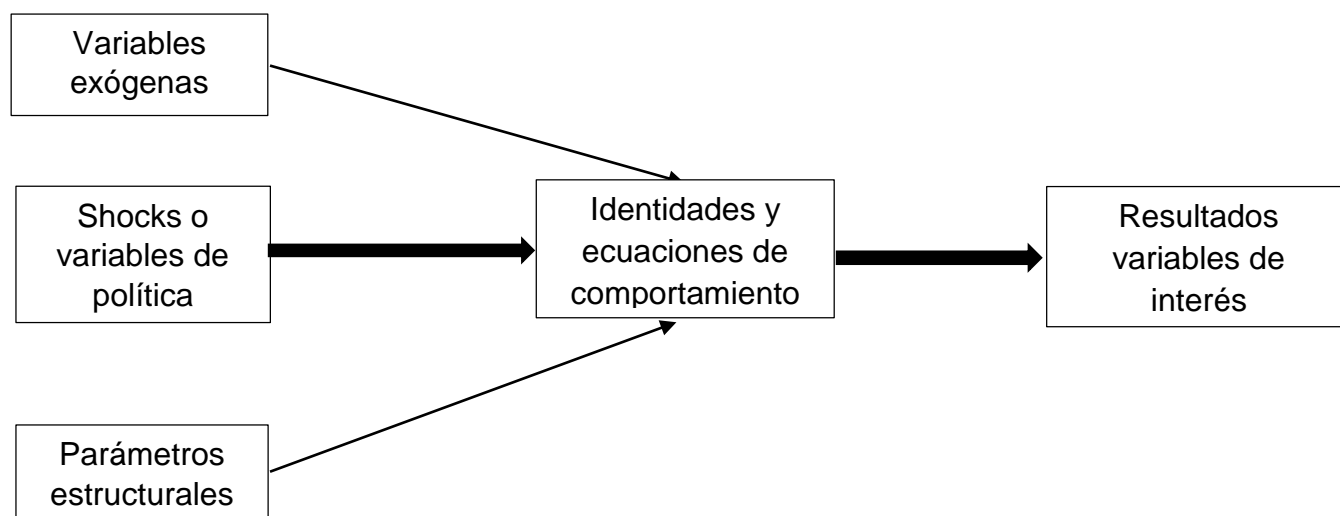 Variables
exógenas
Shocks o
variables de
política
Parámetros
estructurales
Identidades y
ecuaciones de
comportamiento
Resultados
variables de
interés